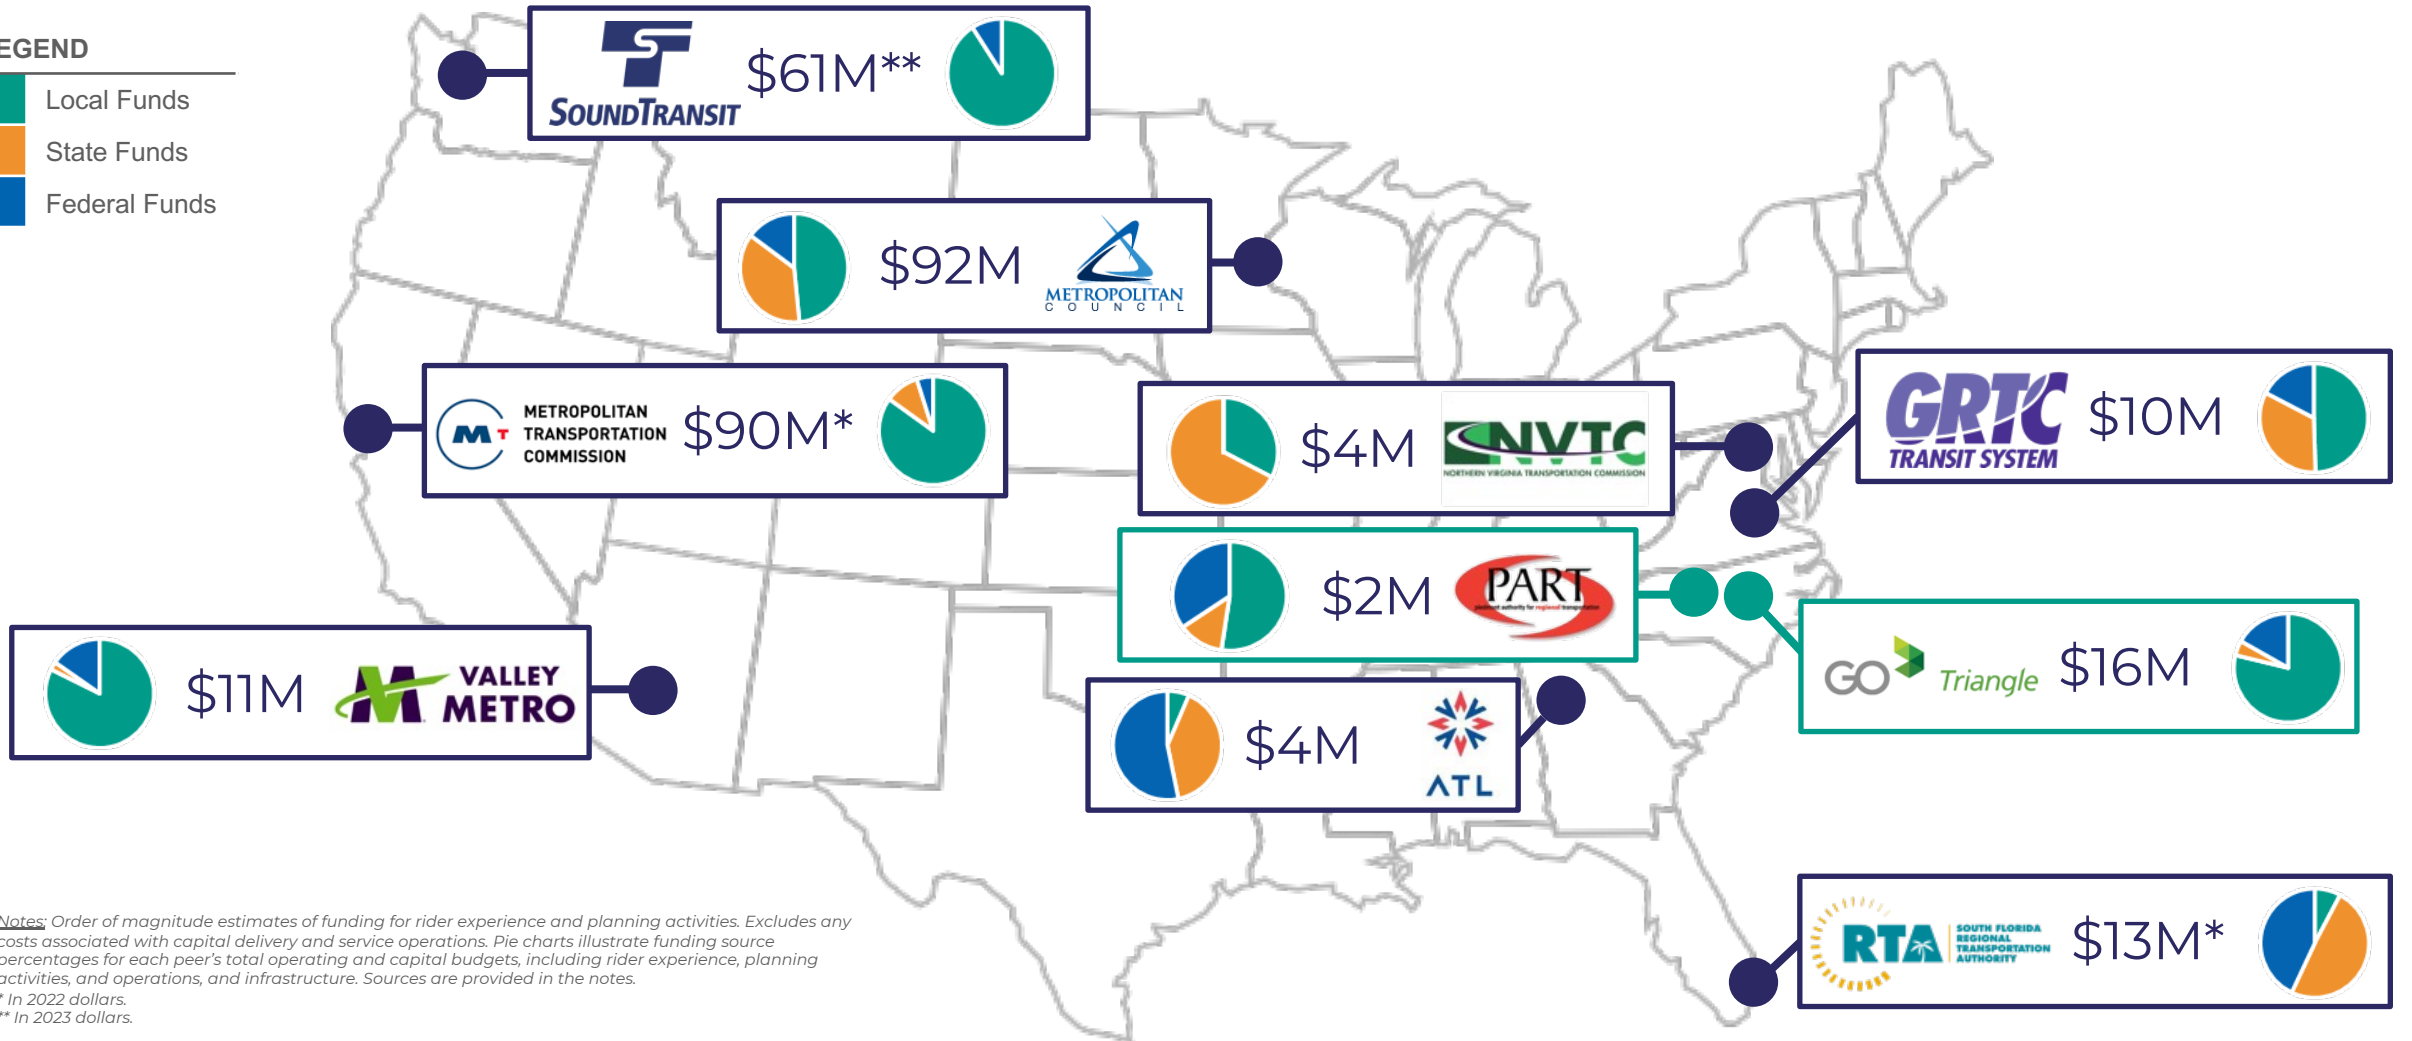 EGEND
Local Funds
State Funds
Federal Funds
SOUNDTRANSIT
$61M**
$92M
METROPOLITAN
COUNCIL
METROPOLITAN
TRANSPORTATION
COMMISSION
$90M*
$4M
NVTC
NORTHERN VIRGINIA TRANSPORTATION COMMISSION
GRTC
TRANSIT SYSTEM
$10M
$2M
PART
piedmont authority for regional transportation
$11M
VALLEY
METRO
GO Triangle
$16M
$4M
ATL
RTA
SOUTH FLORIDA
REGIONAL
TRANSPORTATION
AUTHORITY
$13M*
Notes: Order of magnitude estimates of funding for rider experience and planning activities. Excludes any
costs associated with capital delivery and service operations. Pie charts illustrate funding source
percentages for each peer's total operating and capital budgets, including rider experience, planning
activities, and operations, and infrastructure. Sources are provided in the notes.
* In 2022 dollars.
** In 2023 dollars.